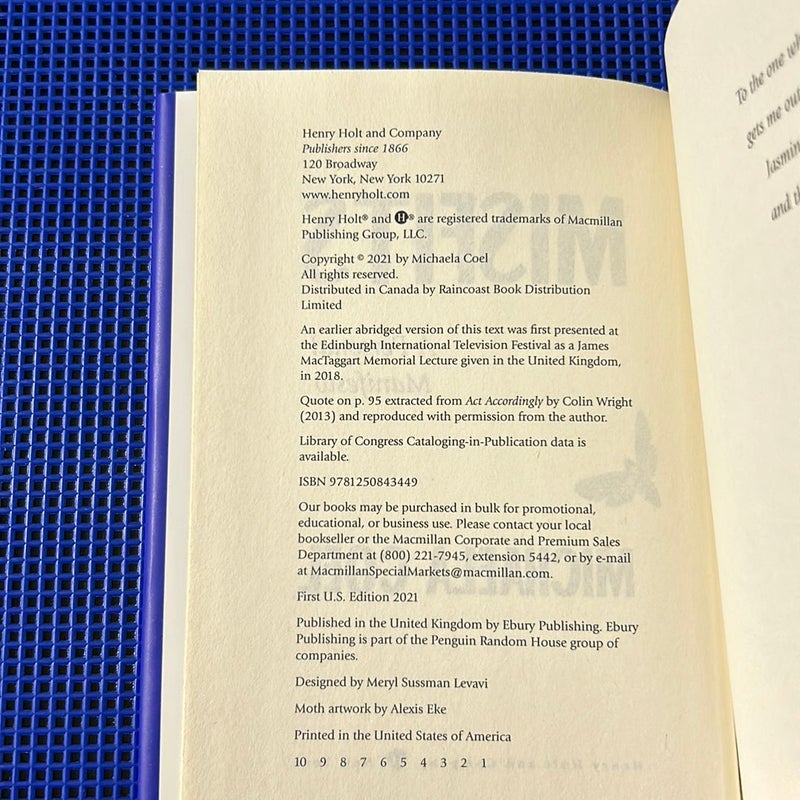 Henry Holt and Company
Publishers since 1866
120 Broadway
New York, New York 10271
www.henryholt.com
Henry Holt® and H® are registered trademarks of Macmillan
Publishing Group, LLC.
Copyright © 2021 by Michaela Coel
All rights reserved.
Distributed in Canada by Raincoast Book Distribution
Limited
An earlier abridged version of this text was first presented at
the Edinburgh International Television Festival as a James
MacTaggart Memorial Lecture given in the United Kingdom,
in 2018.
Quote on p. 95 extracted from Act Accordingly by Colin Wright
(2013) and reproduced with permission from the author.
Library of Congress Cataloging-in-Publication data is
available.
ISBN 9781250843449
Our books may be purchased in bulk for promotional,
educational, or business use. Please contact your local
bookseller or the Macmillan Corporate and Premium Sales
Department at (800) 221-7945, extension 5442, or by e-mail
at MacmillanSpecialMarkets@macmillan.com.
First U.S. Edition 2021
Published in the United Kingdom by Ebury Publishing. Ebury
Publishing is part of the Penguin Random House group of
companies.
Designed by Meryl Sussman Levavi
Moth artwork by Alexis Eke
Printed in the United States of America
10 9 8 7 6 5 4 3 2 1
To the one
gets me out
and